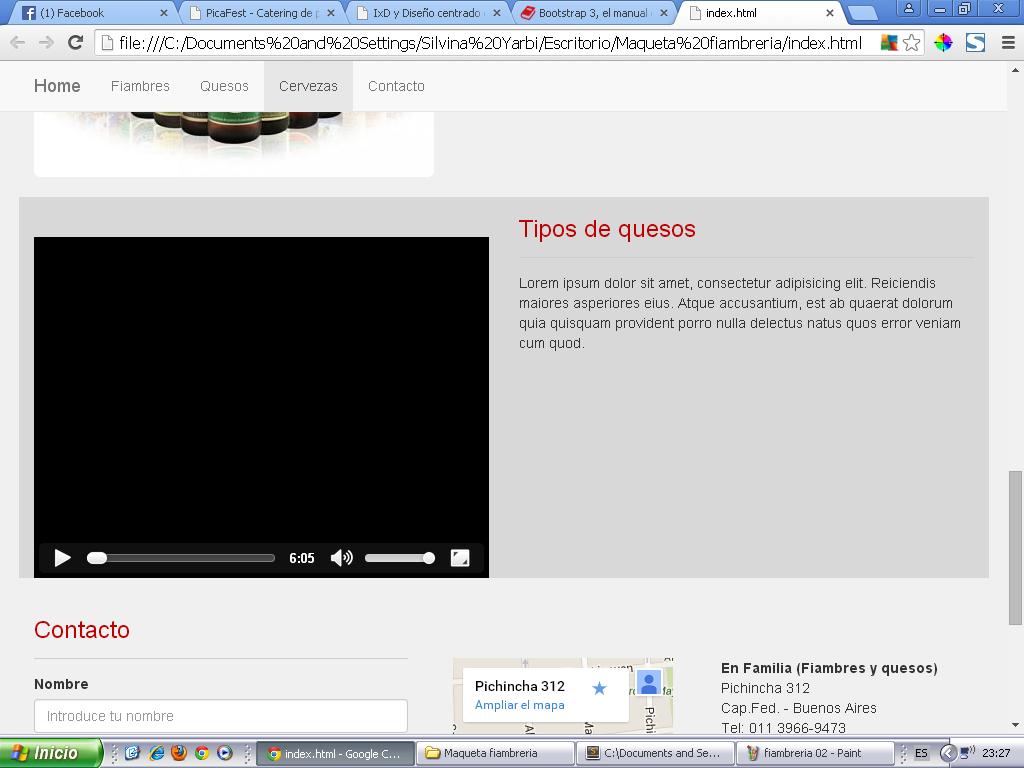 (1) Facebook
PicaFest - Catering de p
IxD y Diseño centrado
Bootstrap 3, el manual
index.html
file:///C:/Documents%20and%20Settings/Silvina%20Yarbi/Escritorio/Maqueta%20fiambreria/index.html
Home Fiambres Quesos Cervezas Contacto
Tipos de quesos
Lorem ipsum dolor sit amet, consectetur adipisicing elit. Reiciendis
maiores asperiores eius. Atque accusantium, est ab quaerat dolorum
quia quisquam provident porro nulla delectus natus quos error veniam
cum quod.
6:05
Contacto
Nombre
Introduce tu nombre
Pichincha 312
Ampliar el mapa
Pichi
En Familia (Fiambres y quesos)
Pichincha 312
Cap.Fed. - Buenos Aires
Tel: 011 3966-9473
Inicio
index.html - Google C...
Maqueta fiambreria
C:\Documents and Se...
fiambreria 02 - Paint
ES
23:27